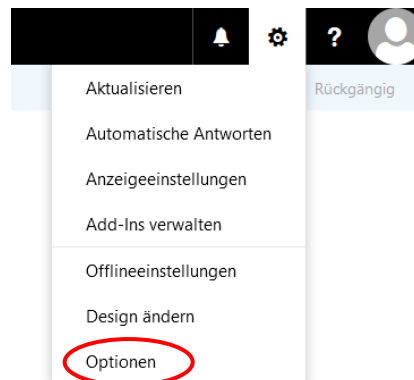 ?
Aktualisieren
Rückgängig
Automatische Antworten
Anzeigeeinstellungen
Add-Ins verwalten
Offlineeinstellungen
Design ändern
Optionen